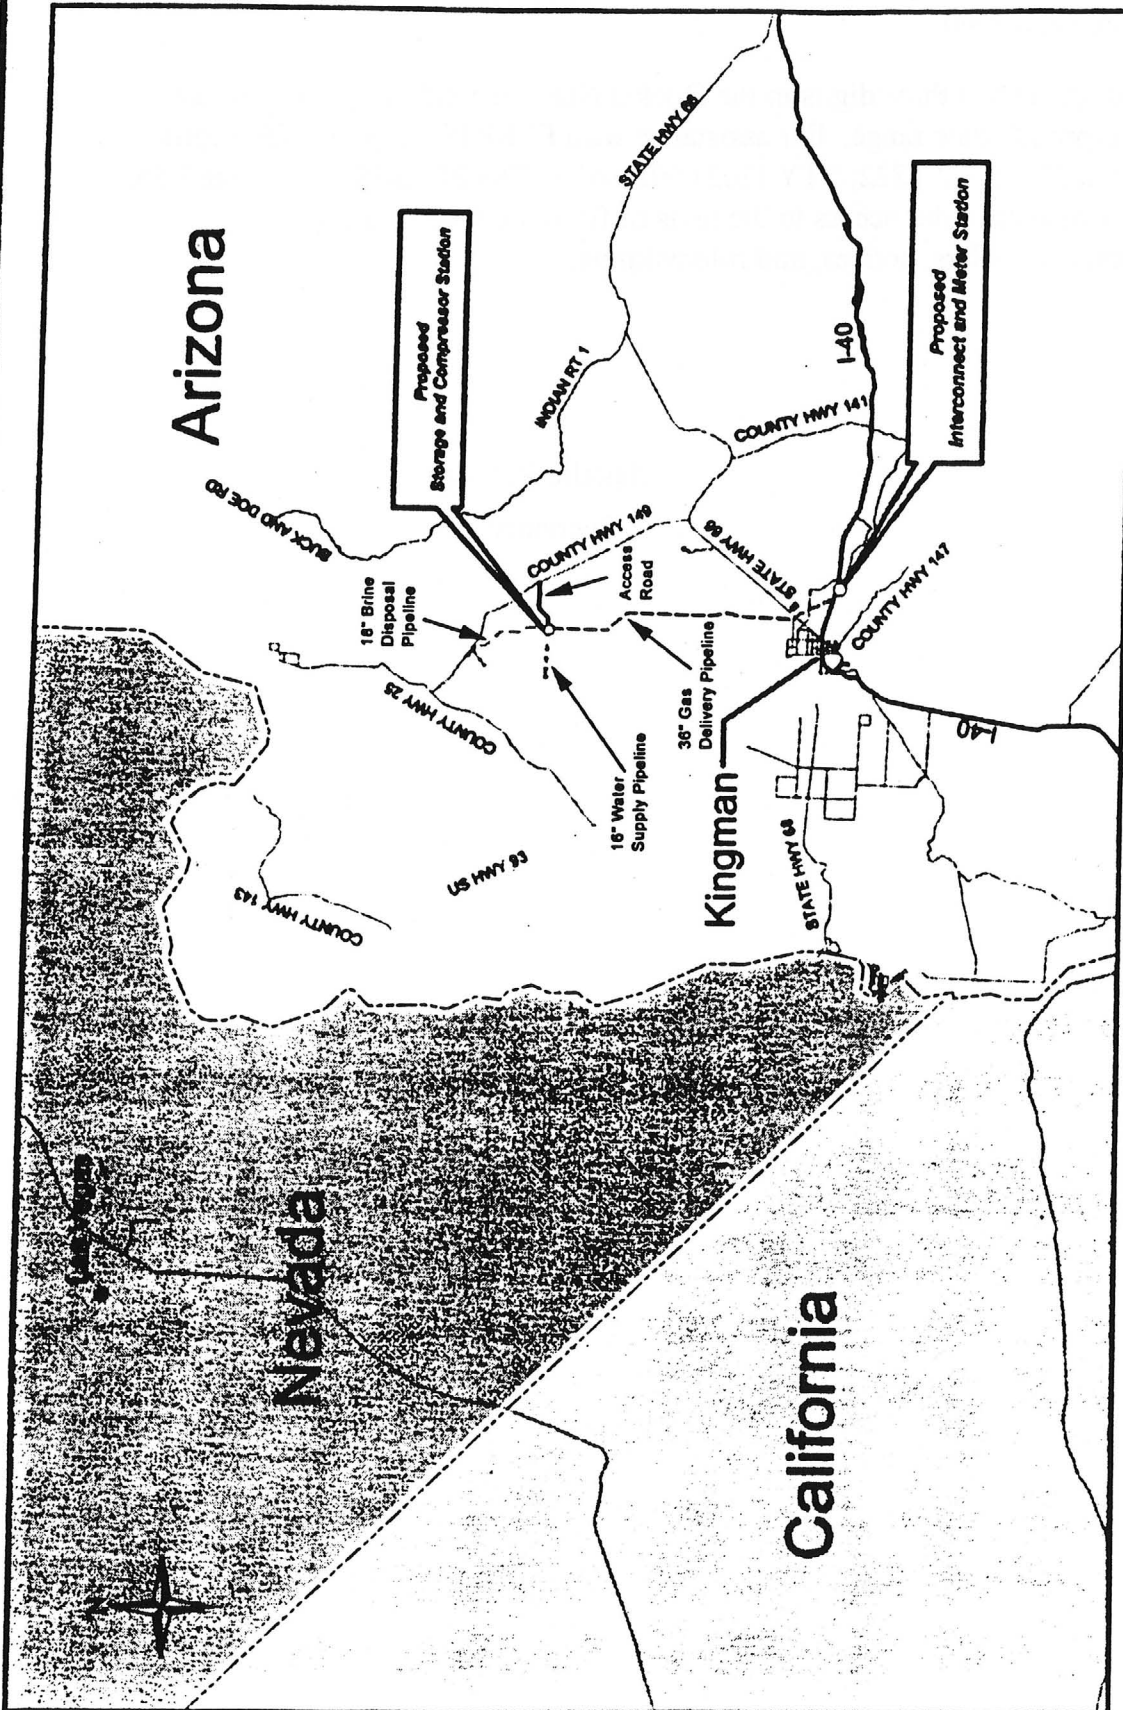 Arizona
Nevada
California
Las Vegas
Kingman
BUCK AND DOE RD
INDIAN RT 1
STATE HWY 66
Proposed
Storage and Compressor Station
18" Brine
Disposal
Pipeline
COUNTY HWY 149
Access
Road
COUNTY HWY 25
16" Water
Supply Pipeline
US HWY 93
COUNTY HWY 143
36" Gas
Delivery Pipeline
STATE HWY 66
COUNTY HWY 141
I-40
Proposed
Interconnect and Meter Station
COUNTY HWY 147
STATE HWY 68
I-40